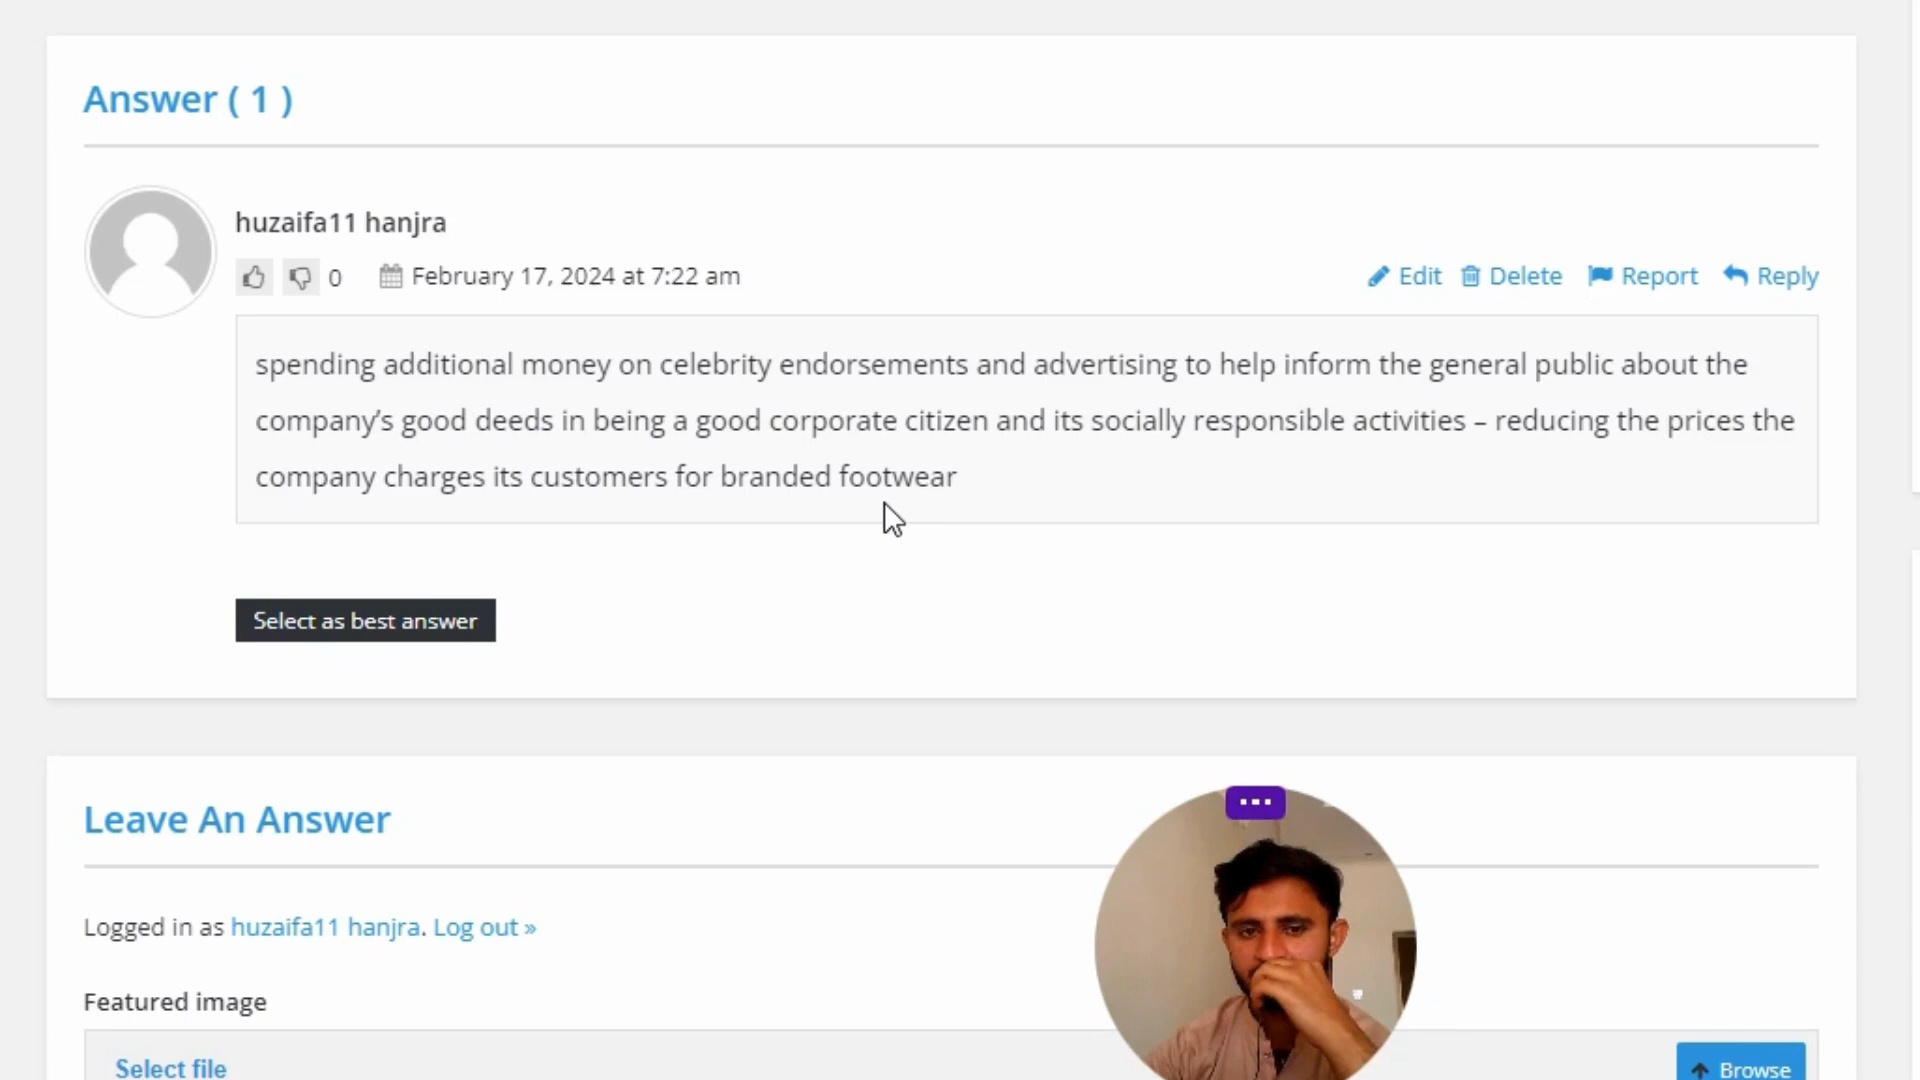 Answer ( 1 )
huzaifa11 hanjra
0 February 17, 2024 at 7:22 am Edit Delete Report Reply
spending additional money on celebrity endorsements and advertising to help inform the general public about the
company’s good deeds in being a good corporate citizen and its socially responsible activities – reducing the prices the
company charges its customers for branded footwear
Select as best answer
Leave An Answer
Logged in as huzaifa11 hanjra. Log out »
Featured image
Select file Browse